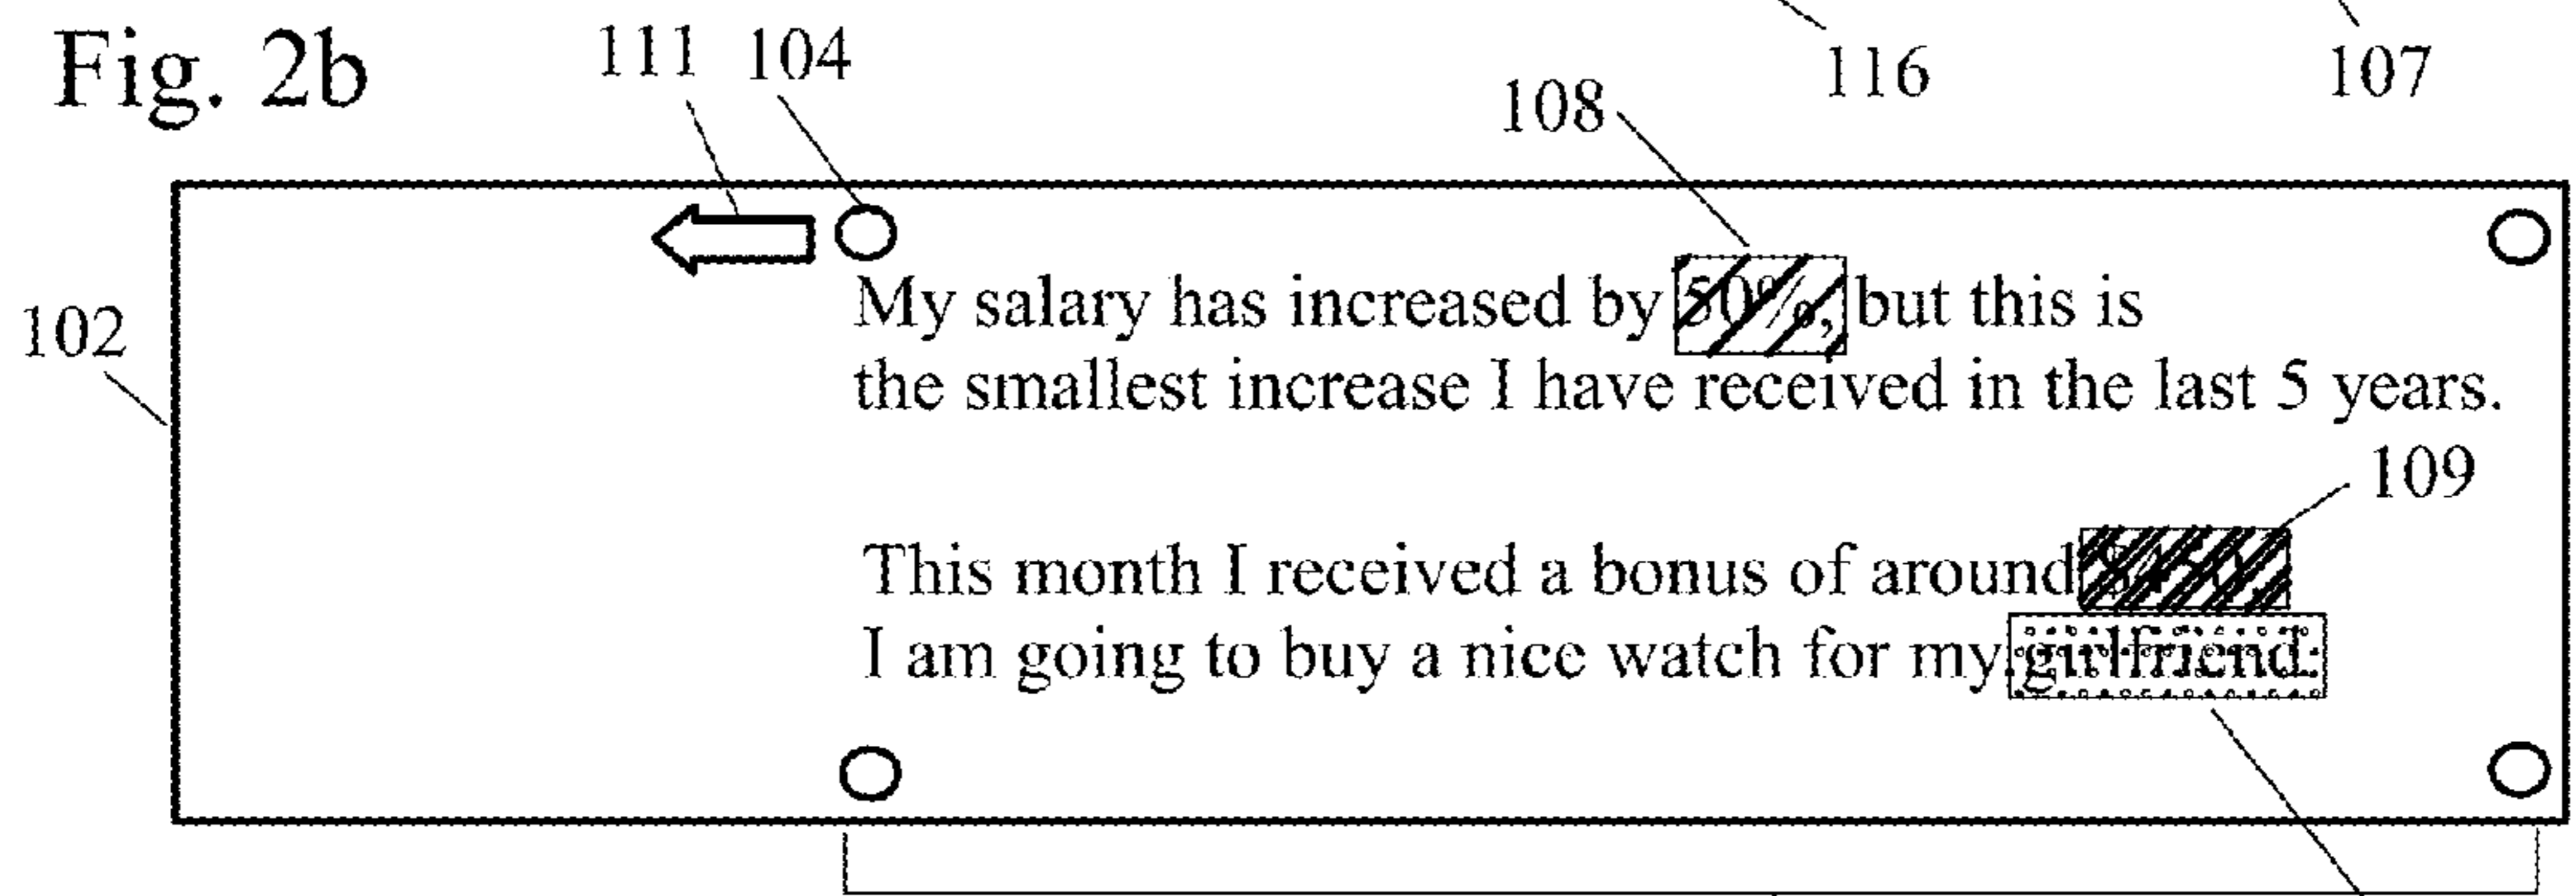 Fig. 2b
111 104
108
116
107
102
My salary has increased by 50%, but this is
the smallest increase I have received in the last 5 years.
109
This month I received a bonus of around
I am going to buy a nice watch for my girlfriend.